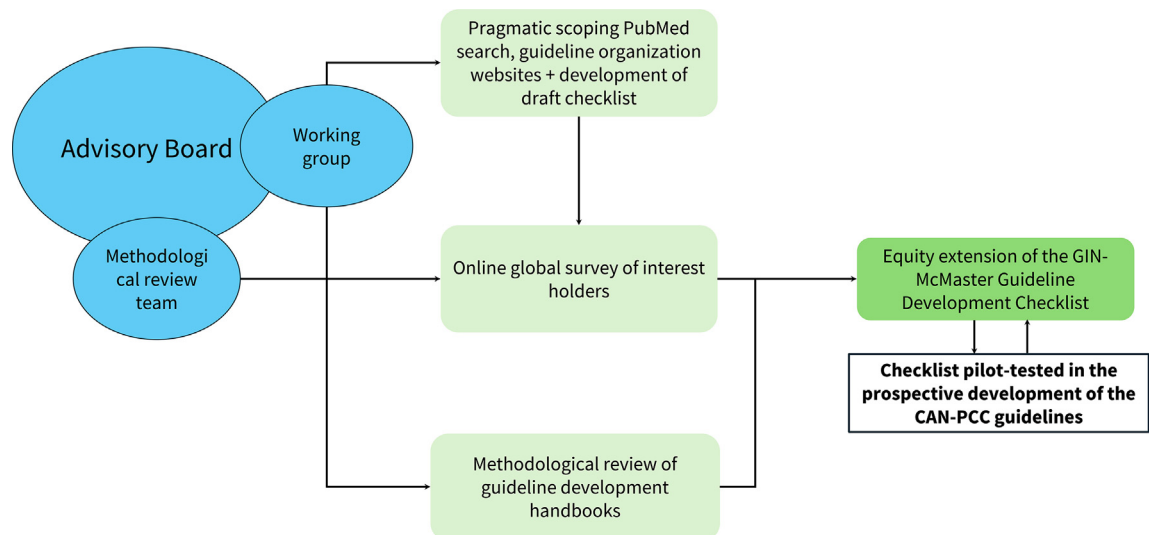 Pragmatic scoping PubMed
search, guideline organization
websites + development of
draft checklist
Advisory Board
Working
group
Methodologi
cal review
team
Online global survey of interest
holders
Equity extension of the GIN-
McMaster Guideline
Development Checklist
Checklist pilot-tested in the
prospective development of the
CAN-PCC guidelines
Methodological review of
guideline development
handbooks